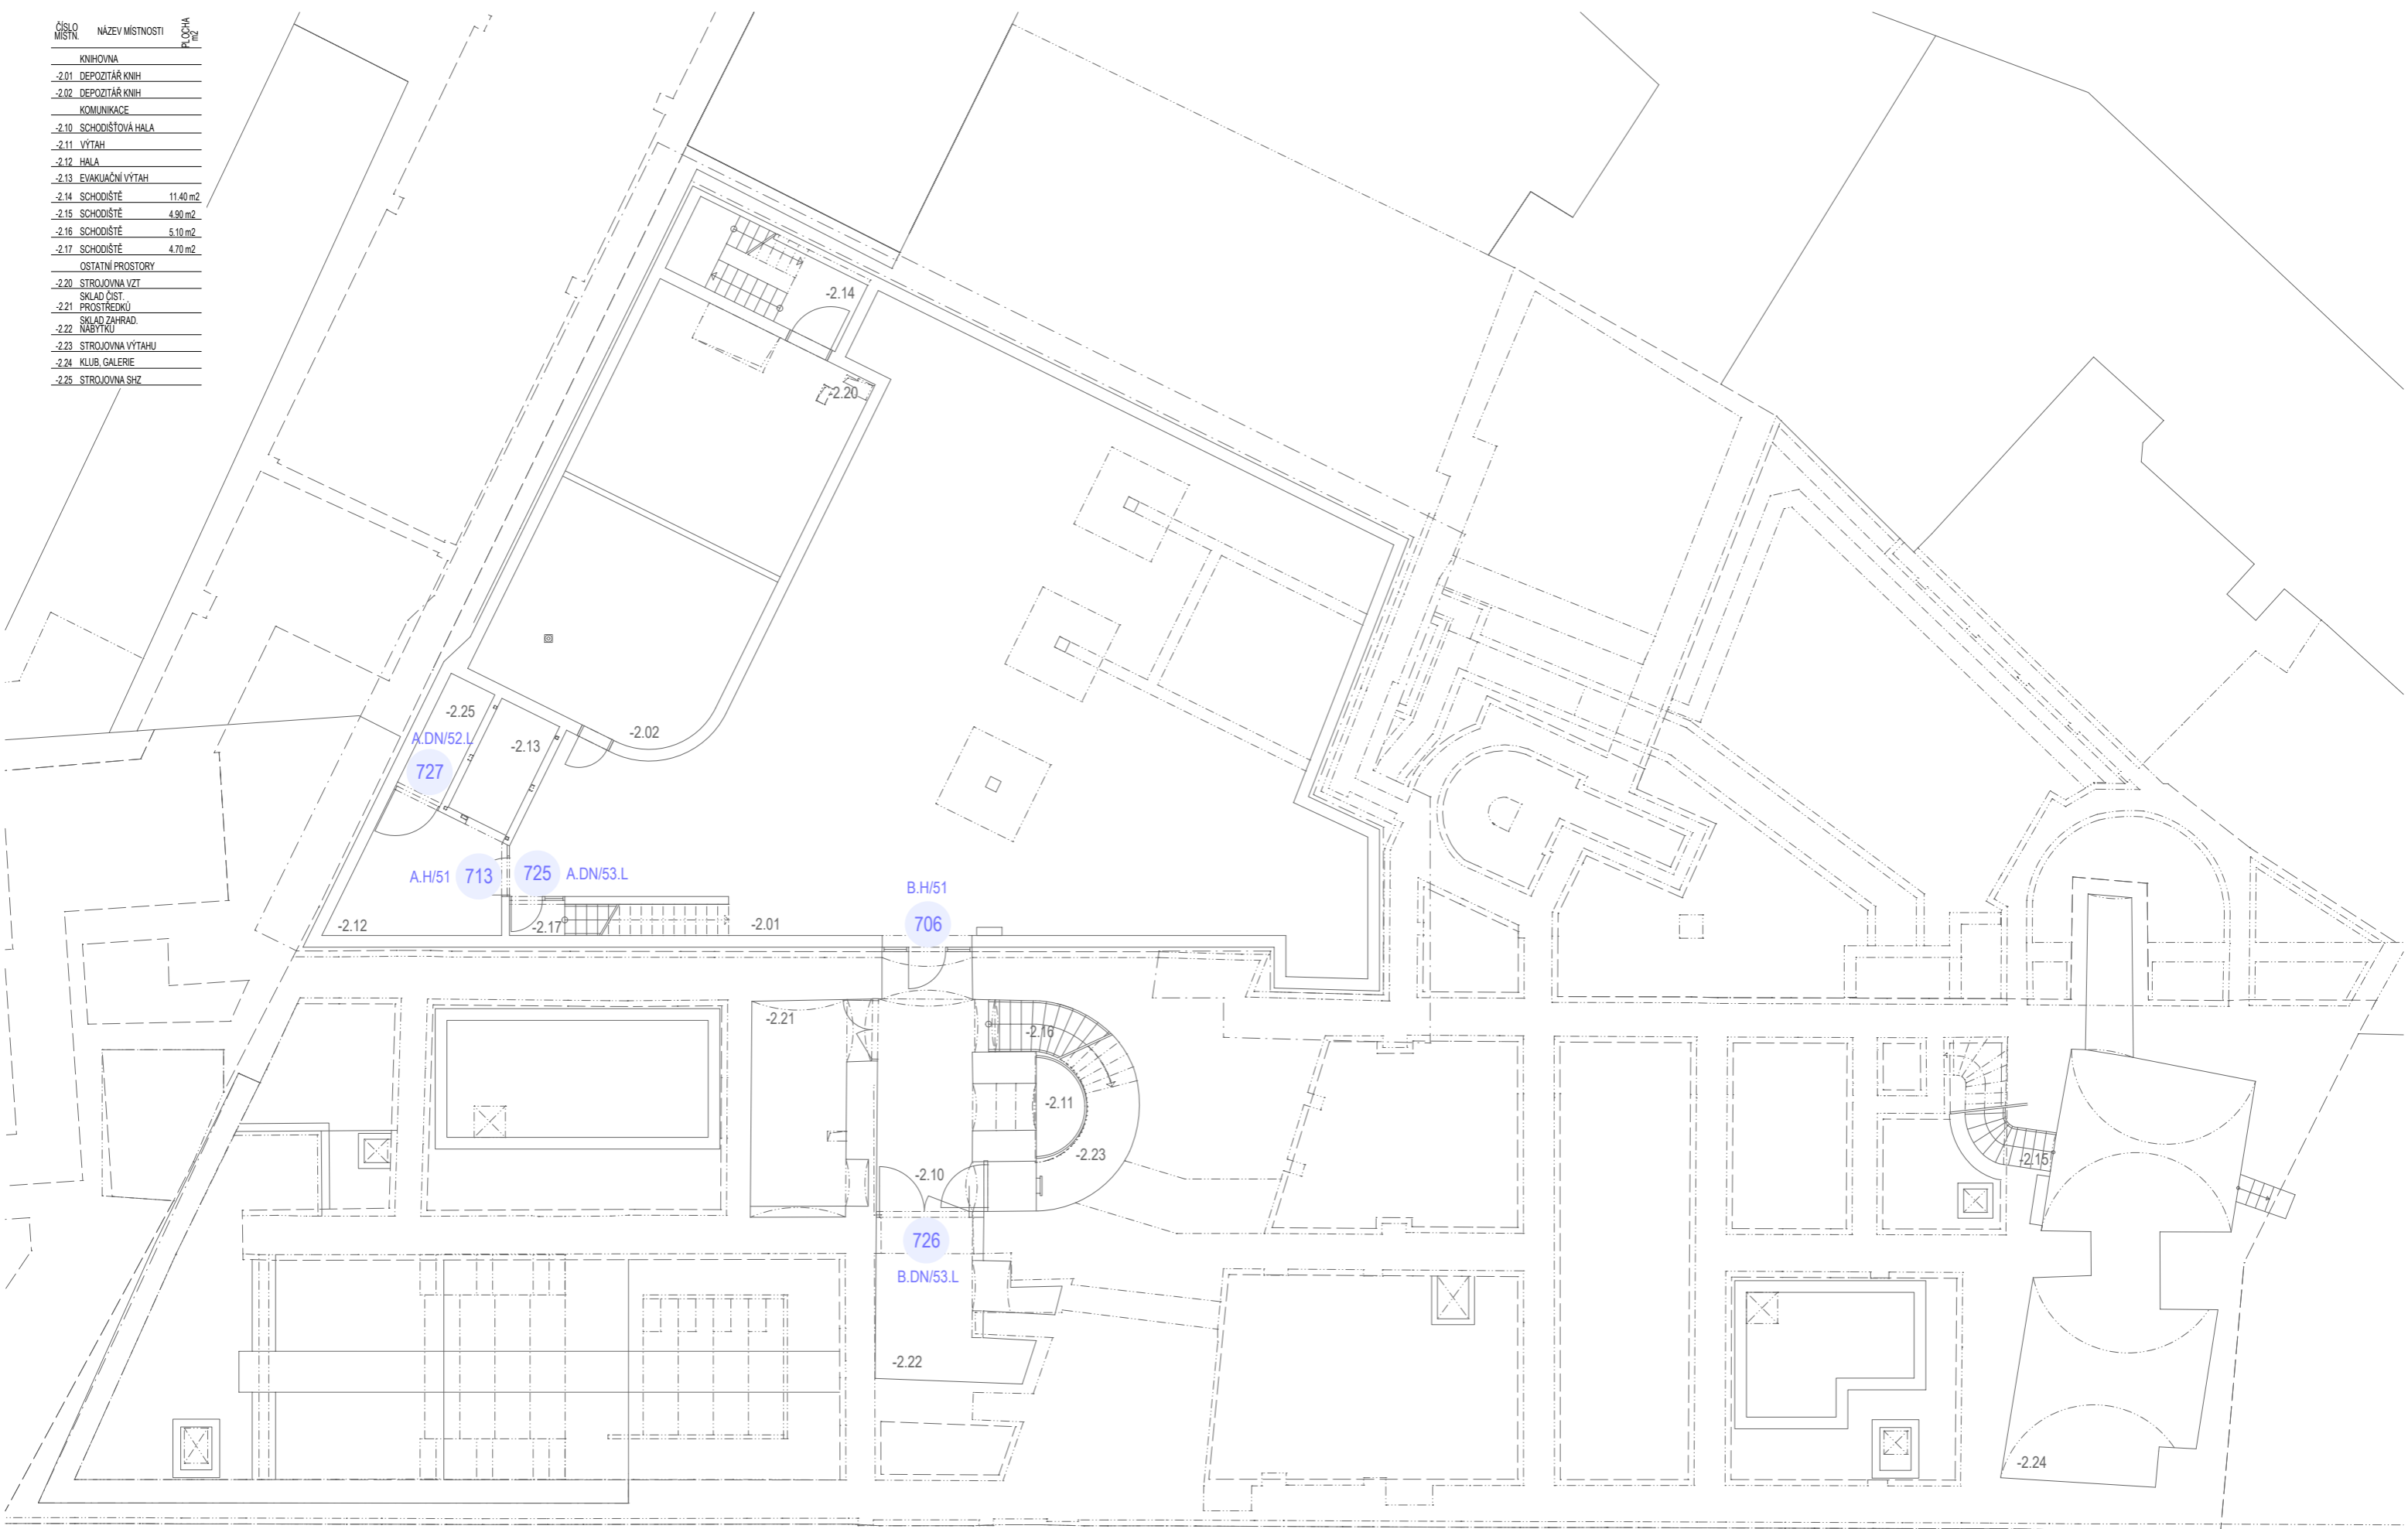 ČÍSLO MÍSTN. NÁZEV MÍSTNOSTI PLOCHA m2
KNIHOVNA
-2.01 DEPOZITÁŘ KNIH
-2.02 DEPOZITÁŘ KNIH
KOMUNIKACE
-2.10 SCHODIŠŤOVÁ HALA
-2.11 VÝTAH
-2.12 HALA
-2.13 EVAKUAČNÍ VÝTAH
-2.14 SCHODIŠTĚ 11.40 m2
-2.15 SCHODIŠTĚ 4.90 m2
-2.16 SCHODIŠTĚ 5.10 m2
-2.17 SCHODIŠTĚ 4.70 m2
OSTATNÍ PROSTORY
-2.20 STROJOVNA VZT
-2.21 SKLAD ČIST. PROSTŘEDKŮ
-2.22 SKLAD ZAHRAD. NÁBYTKU
-2.23 STROJOVNA VÝTAHU
-2.24 KLUB, GALERIE
-2.25 STROJOVNA SHZ
-2.14
-2.20
-2.25
A.DN/52.L
727
-2.13
-2.02
A.H/51 713
725 A.DN/53.L
B.H/51
706
-2.12
-2.17
-2.01
-2.21
-2.16
-2.11
-2.23
-2.10
-2.15
726
B.DN/53.L
-2.22
-2.24